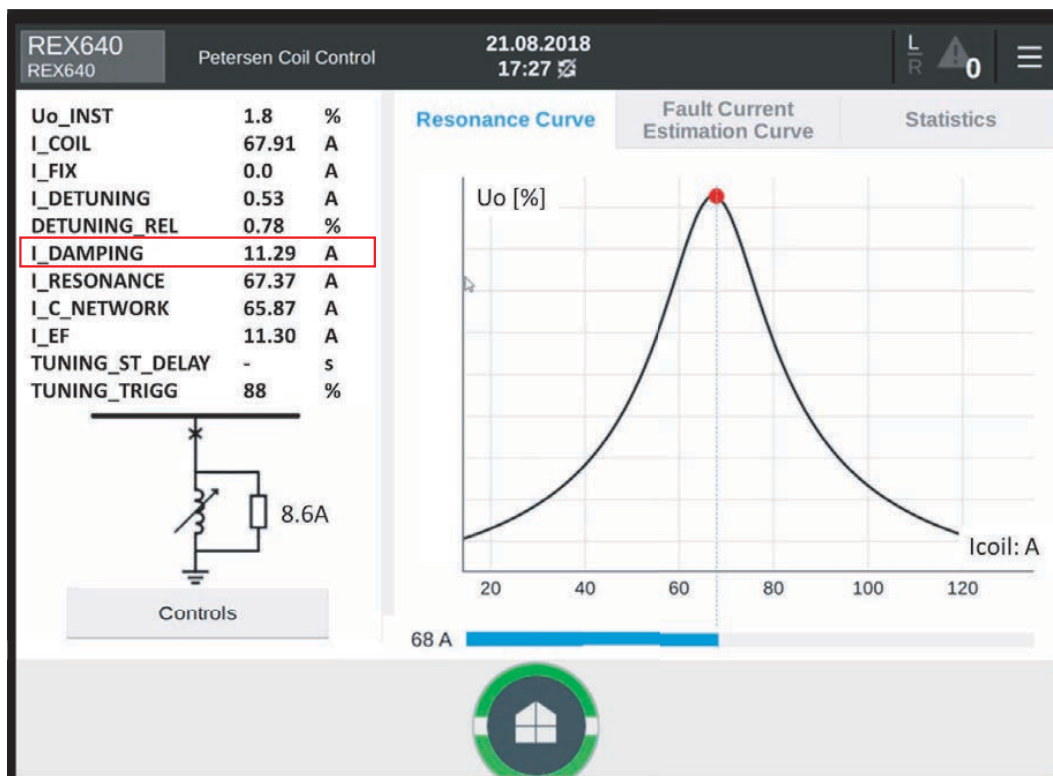 REX640
REX640
Petersen Coil Control
21.08.2018
17:27
L
R
0
Uo_INST 1.8 %
I_COIL 67.91 A
I_FIX 0.0 A
I_DETUNING 0.53 A
DETUNING_REL 0.78 %
I_DAMPING 11.29 A
I_RESONANCE 67.37 A
I_C_NETWORK 65.87 A
I_EF 11.30 A
TUNING_ST_DELAY - s
TUNING_TRIGG 88 %
8.6A
Controls
Resonance Curve
Fault Current
Estimation Curve
Statistics
Uo [%]
Icoil: A
20 40 60 80 100 120
68 A